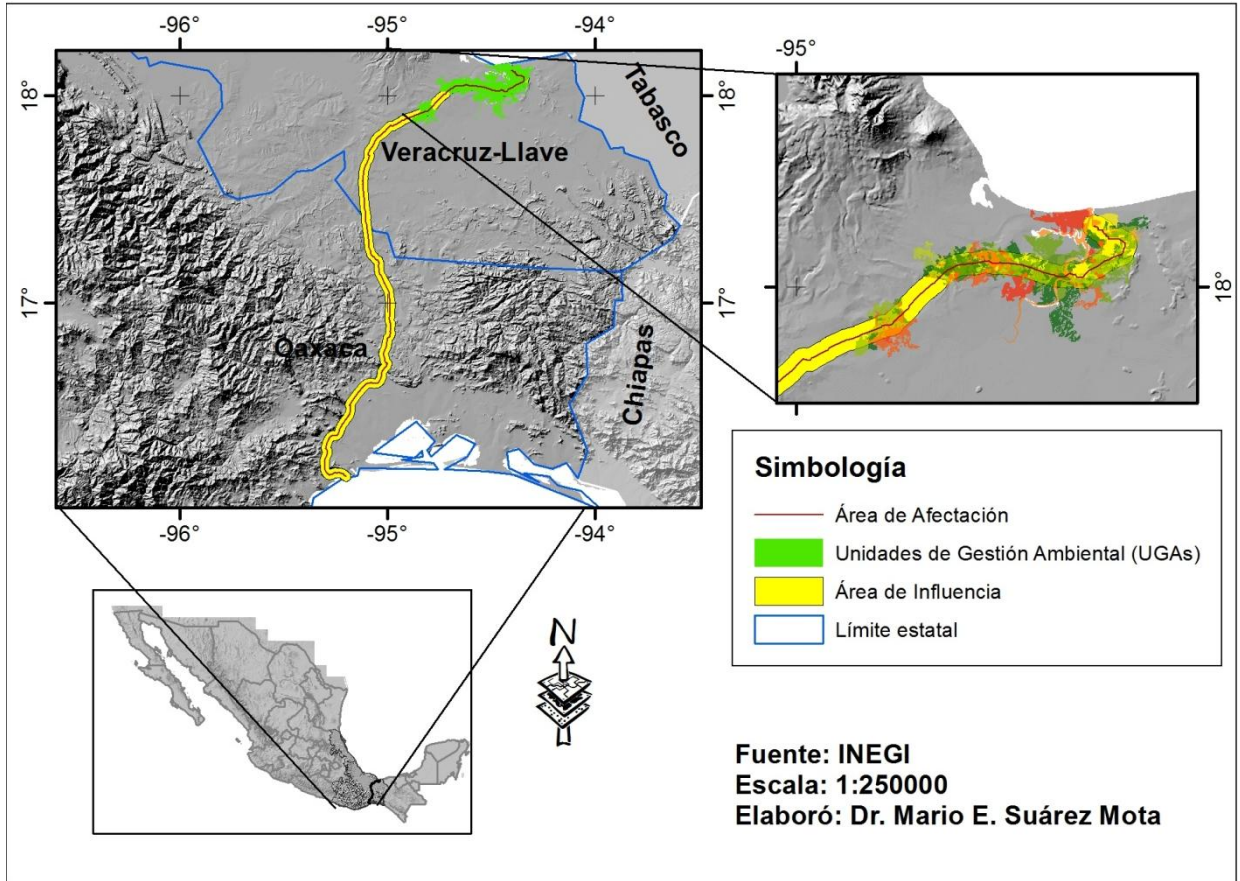 -96°
-95°
-94°
18°
17°
Tabasco
Veracruz-Llave
Oaxaca
Chiapas
-96°
-95°
-94°
-95°
18°
Simbología
Área de Afectación
Unidades de Gestión Ambiental (UGAs)
Área de Influencia
Límite estatal
N
Fuente: INEGI
Escala: 1:250000
Elaboró: Dr. Mario E. Suárez Mota